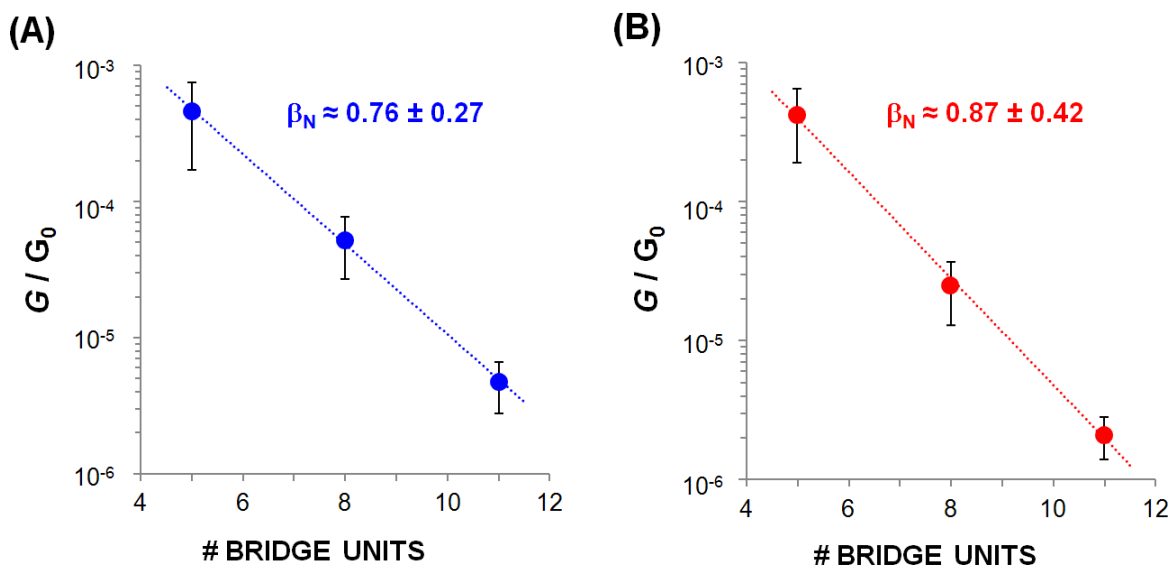 (A)
10⁻³
10⁻⁴
10⁻⁵
10⁻⁶
G / G₀
β_N ≈ 0.76 ± 0.27
4 6 8 10 12
# BRIDGE UNITS
(B)
10⁻³
10⁻⁴
10⁻⁵
10⁻⁶
G / G₀
β_N ≈ 0.87 ± 0.42
4 6 8 10 12
# BRIDGE UNITS